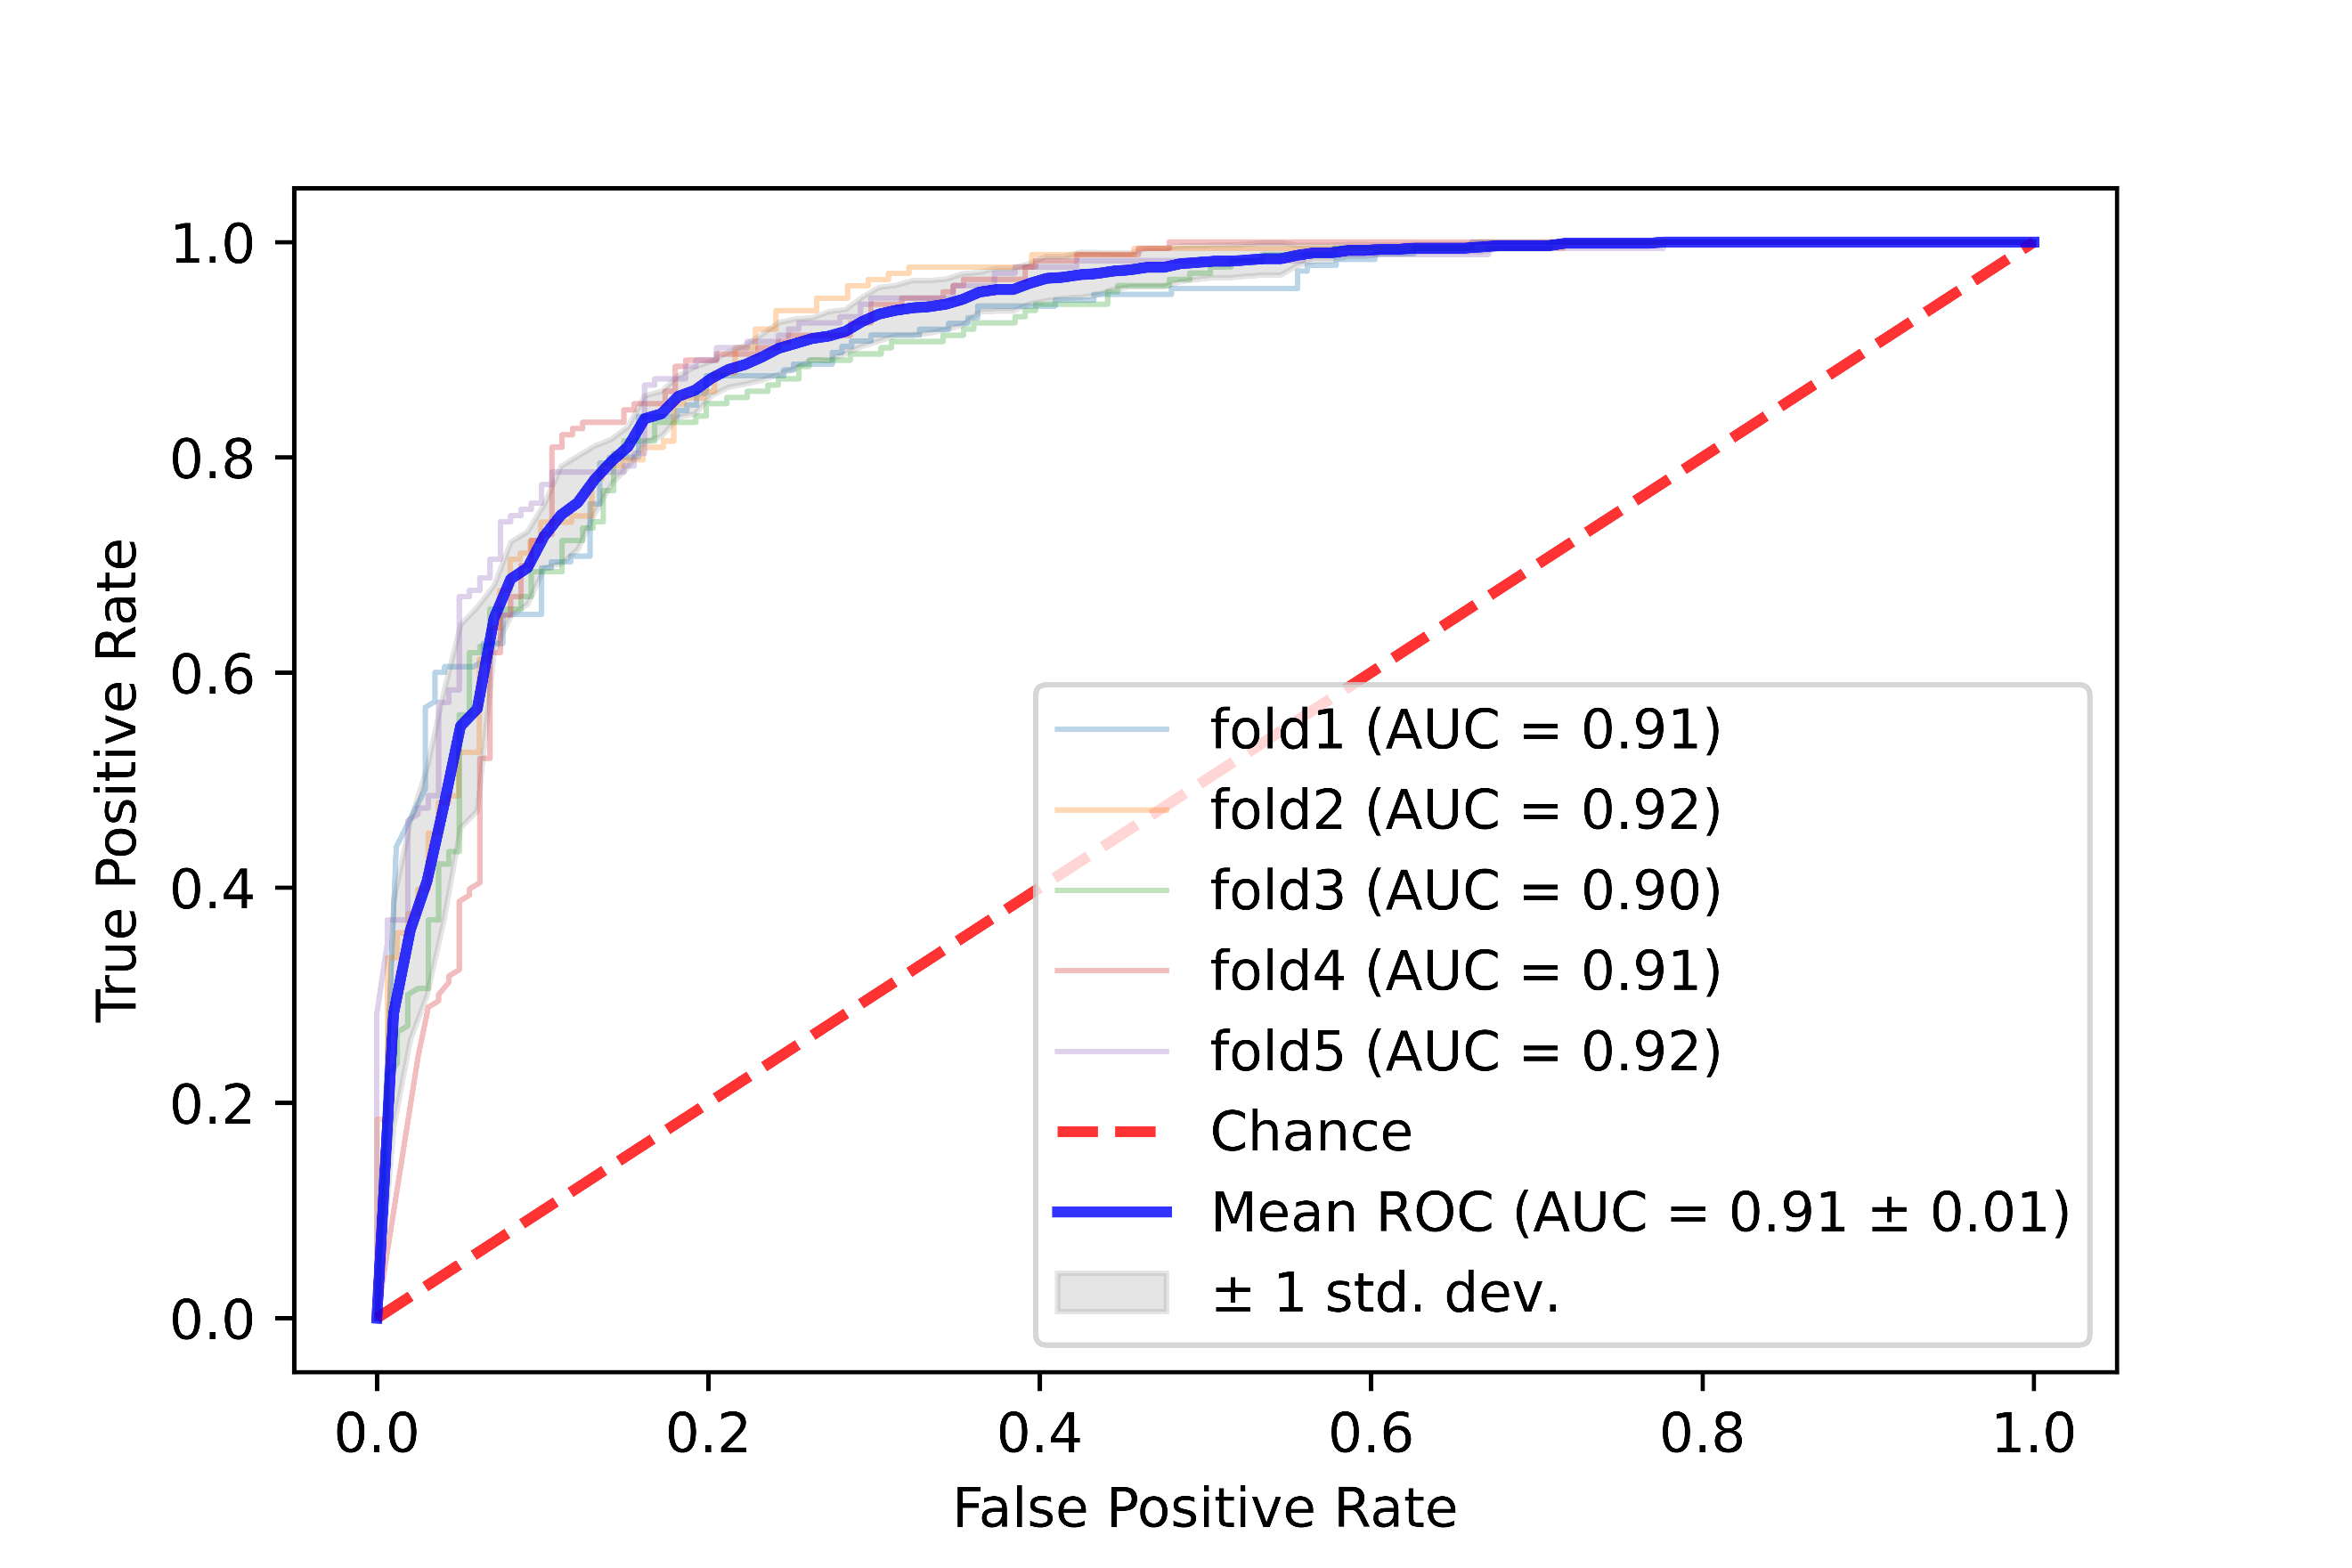 1.0
0.8
0.6
0.4
0.2
0.0
True Positive Rate
fold1 (AUC = 0.91)
fold2 (AUC = 0.92)
fold3 (AUC = 0.90)
fold4 (AUC = 0.91)
fold5 (AUC = 0.92)
Chance
Mean ROC (AUC = 0.91 ± 0.01)
± 1 std. dev.
0.0 0.2 0.4 0.6 0.8 1.0
False Positive Rate